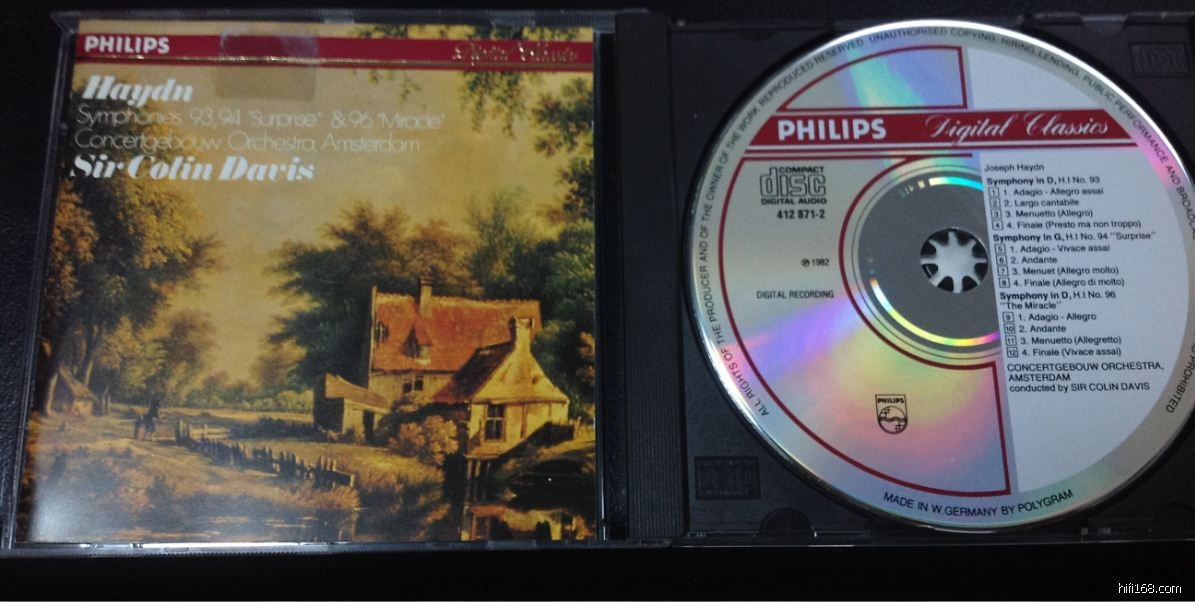 PHILIPS
Digital Classics
Haydn
Symphonies 93, 94 "Surprise" & 96 "Miracle"
Concertgebouw Orchestra, Amsterdam
Sir Colin Davis
ALL RIGHTS OF THE PRODUCER AND OF THE OWNER OF THE WORK REPRODUCED RESERVED. UNAUTHORISED COPYING, HIRING, LENDING, PUBLIC PERFORMANCE AND BROADCASTING PROHIBITED
PHILIPS Digital Classics
COMPACT
disc
DIGITAL AUDIO
412 871-2
℗ 1982
DIGITAL RECORDING
PHILIPS
Joseph Haydn
Symphony in D, H.I No. 93
1 1. Adagio - Allegro assai
2 2. Largo cantabile
3 3. Menuetto (Allegro)
4 4. Finale (Presto ma non troppo)
Symphony in G, H.I No. 94 "Surprise"
5 1. Adagio - Vivace assai
6 2. Andante
7 3. Menuet (Allegro molto)
8 4. Finale (Allegro di molto)
Symphony in D, H.I No. 96
"The Miracle"
9 1. Adagio - Allegro
10 2. Andante
11 3. Menuetto (Allegretto)
12 4. Finale (Vivace assai)
CONCERTGEBOUW ORCHESTRA,
AMSTERDAM
conducted by SIR COLIN DAVIS
MADE IN W. GERMANY BY POLYGRAM
hifi168.com